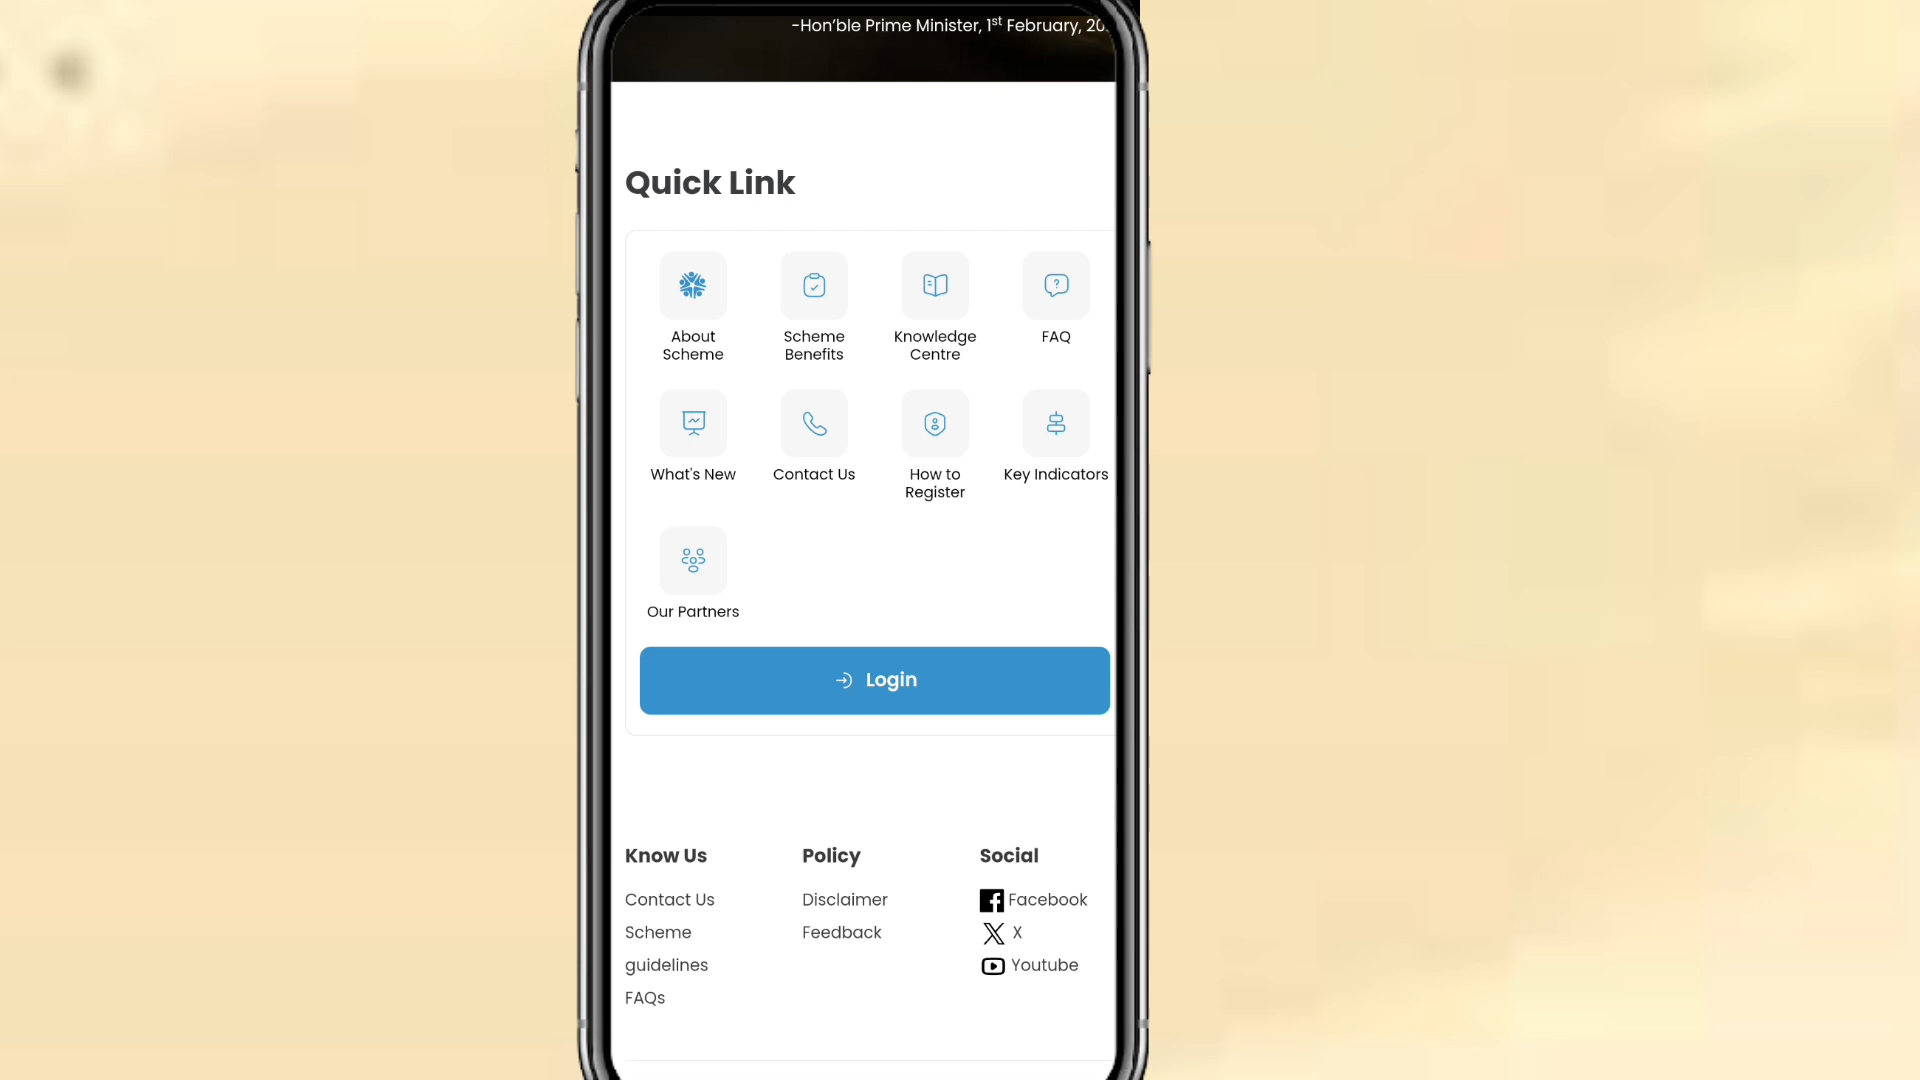 -Hon'ble Prime Minister, 1st February, 20
Quick Link
About Scheme
Scheme Benefits
Knowledge Centre
FAQ
What's New
Contact Us
How to Register
Key Indicators
Our Partners
Login
Know Us
Contact Us
Scheme guidelines
FAQs
Policy
Disclaimer
Feedback
Social
Facebook
X
Youtube